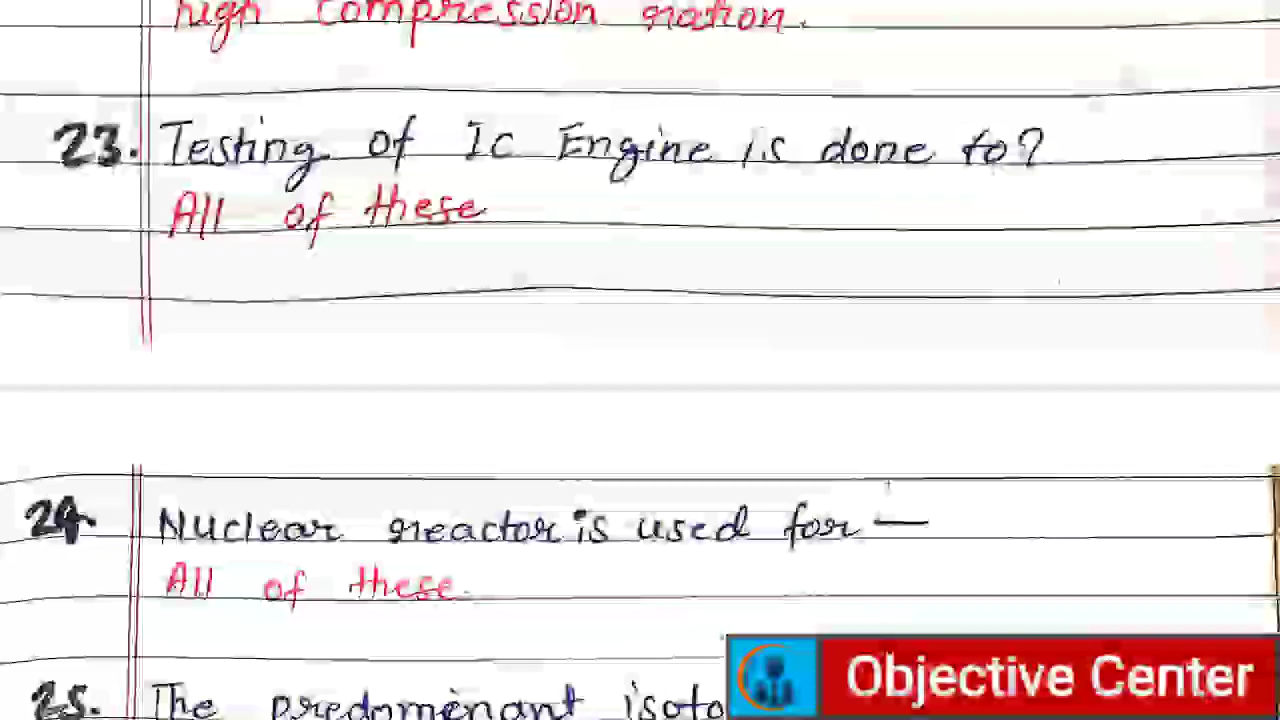 high compression ration.
23. Testing of Ic Engine is done to?
All of these
24. Nuclear reactor is used for —
All of these.
25. The predominant isoto
Objective Center